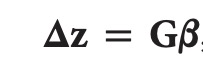 Δz = Gβ,